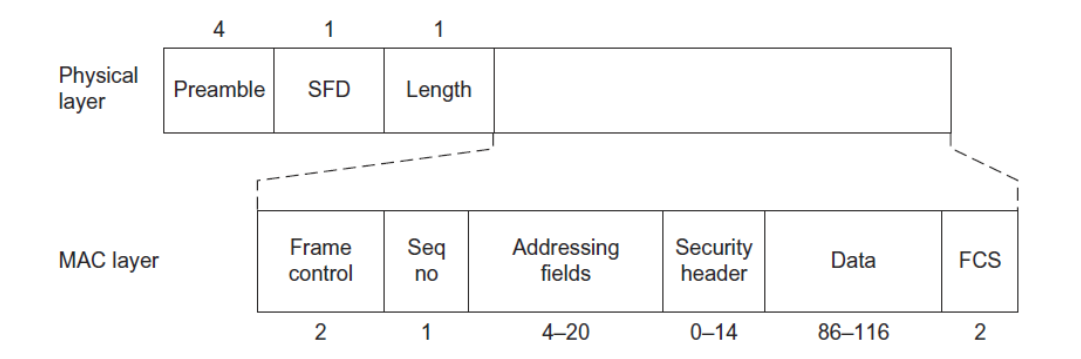 4 1 1
Physical
layer
Preamble SFD Length
MAC layer
Frame
control
Seq
no
Addressing
fields
Security
header
Data
FCS
2 1 4–20 0–14 86–116 2